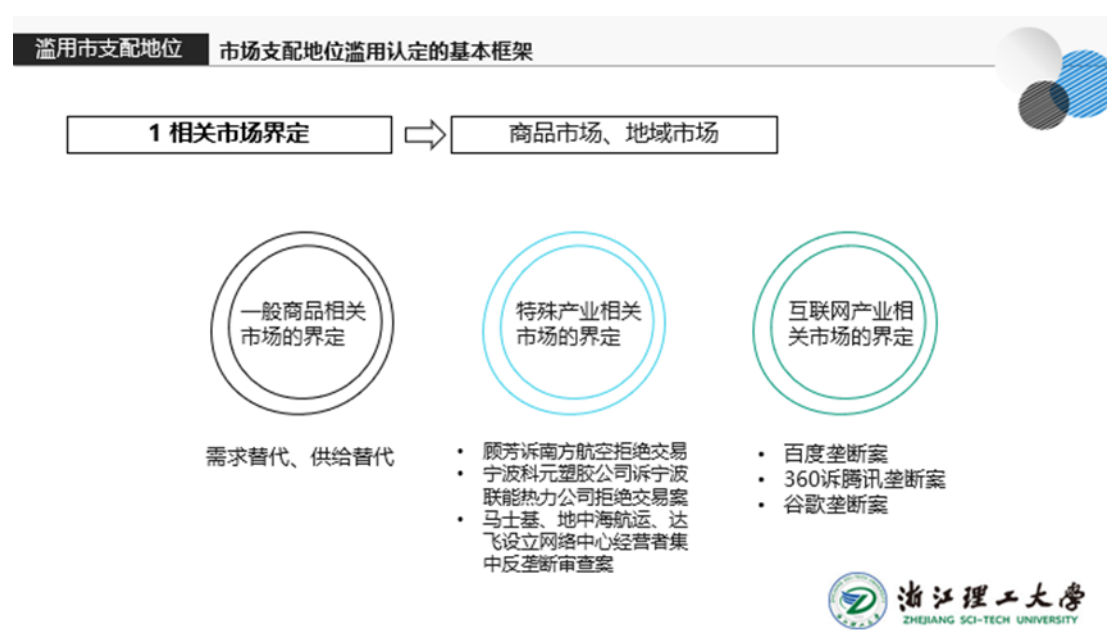 滥用市支配地位
市场支配地位滥用认定的基本框架
1 相关市场界定
商品市场、地域市场
一般商品相关
市场的界定
特殊产业相关
市场的界定
互联网产业相
关市场的界定
需求替代、供给替代
• 顾芳诉南方航空拒绝交易
• 宁波科元塑胶公司诉宁波
联能热力公司拒绝交易案
• 马士基、地中海航运、达
飞设立网络中心经营者集
中反垄断审查案
• 百度垄断案
• 360诉腾讯垄断案
• 谷歌垄断案
浙江理工大学
ZHEJIANG SCI-TECH UNIVERSITY